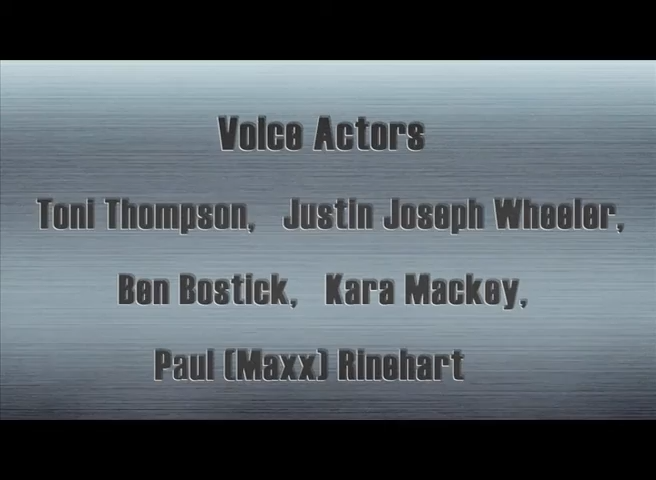 Voice Actors
Toni Thompson, Justin Joseph Wheeler,
Ben Bostick, Kara Mackey,
Paul (Maxx) Rinehart